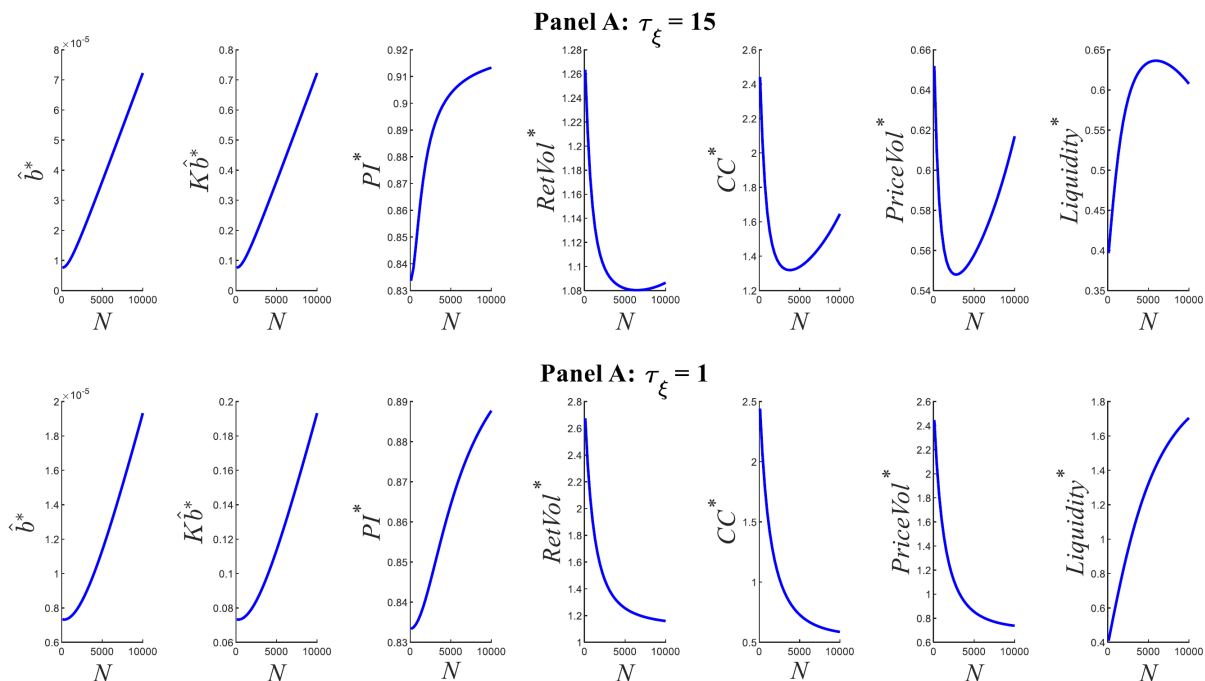 Panel A: τ_ξ = 15
×10⁻⁵
b̂*
8
7
6
5
4
3
2
1
0
0 5000 10000
N
Kb̂*
0.8
0.7
0.6
0.5
0.4
0.3
0.2
0.1
0
0 5000 10000
N
PI*
0.92
0.91
0.9
0.89
0.88
0.87
0.86
0.85
0.84
0.83
0 5000 10000
N
RetVol*
1.28
1.26
1.24
1.22
1.2
1.18
1.16
1.14
1.12
1.1
1.08
0 5000 10000
N
CC*
2.6
2.4
2.2
2
1.8
1.6
1.4
1.2
0 5000 10000
N
PriceVol*
0.66
0.64
0.62
0.6
0.58
0.56
0.54
0 5000 10000
N
Liquidity*
0.65
0.6
0.55
0.5
0.45
0.4
0.35
0 5000 10000
N
Panel A: τ_ξ = 1
×10⁻⁵
b̂*
2
1.8
1.6
1.4
1.2
1
0.8
0.6
0 5000 10000
N
Kb̂*
0.2
0.18
0.16
0.14
0.12
0.1
0.08
0.06
0 5000 10000
N
PI*
0.89
0.88
0.87
0.86
0.85
0.84
0.83
0 5000 10000
N
RetVol*
2.8
2.6
2.4
2.2
2
1.8
1.6
1.4
1.2
1
0 5000 10000
N
CC*
2.5
2
1.5
1
0.5
0 5000 10000
N
PriceVol*
2.6
2.4
2.2
2
1.8
1.6
1.4
1.2
1
0.8
0.6
0 5000 10000
N
Liquidity*
1.8
1.6
1.4
1.2
1
0.8
0.6
0.4
0 5000 10000
N